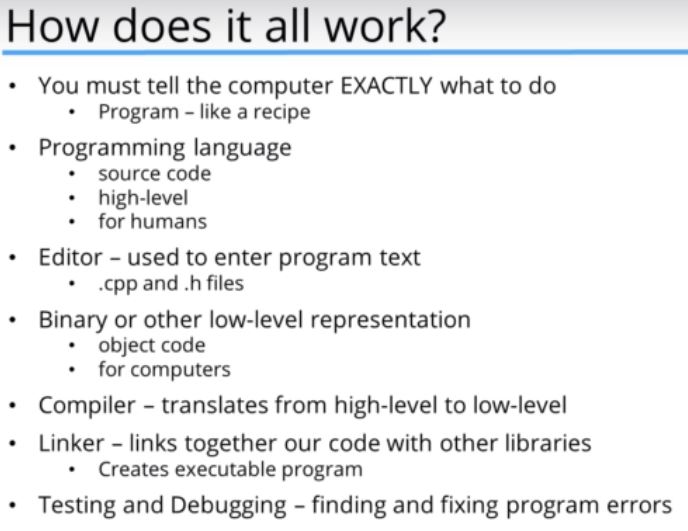 How does it all work?
• You must tell the computer EXACTLY what to do
• Program – like a recipe
• Programming language
• source code
• high-level
• for humans
• Editor – used to enter program text
• .cpp and .h files
• Binary or other low-level representation
• object code
• for computers
• Compiler – translates from high-level to low-level
• Linker – links together our code with other libraries
• Creates executable program
• Testing and Debugging – finding and fixing program errors